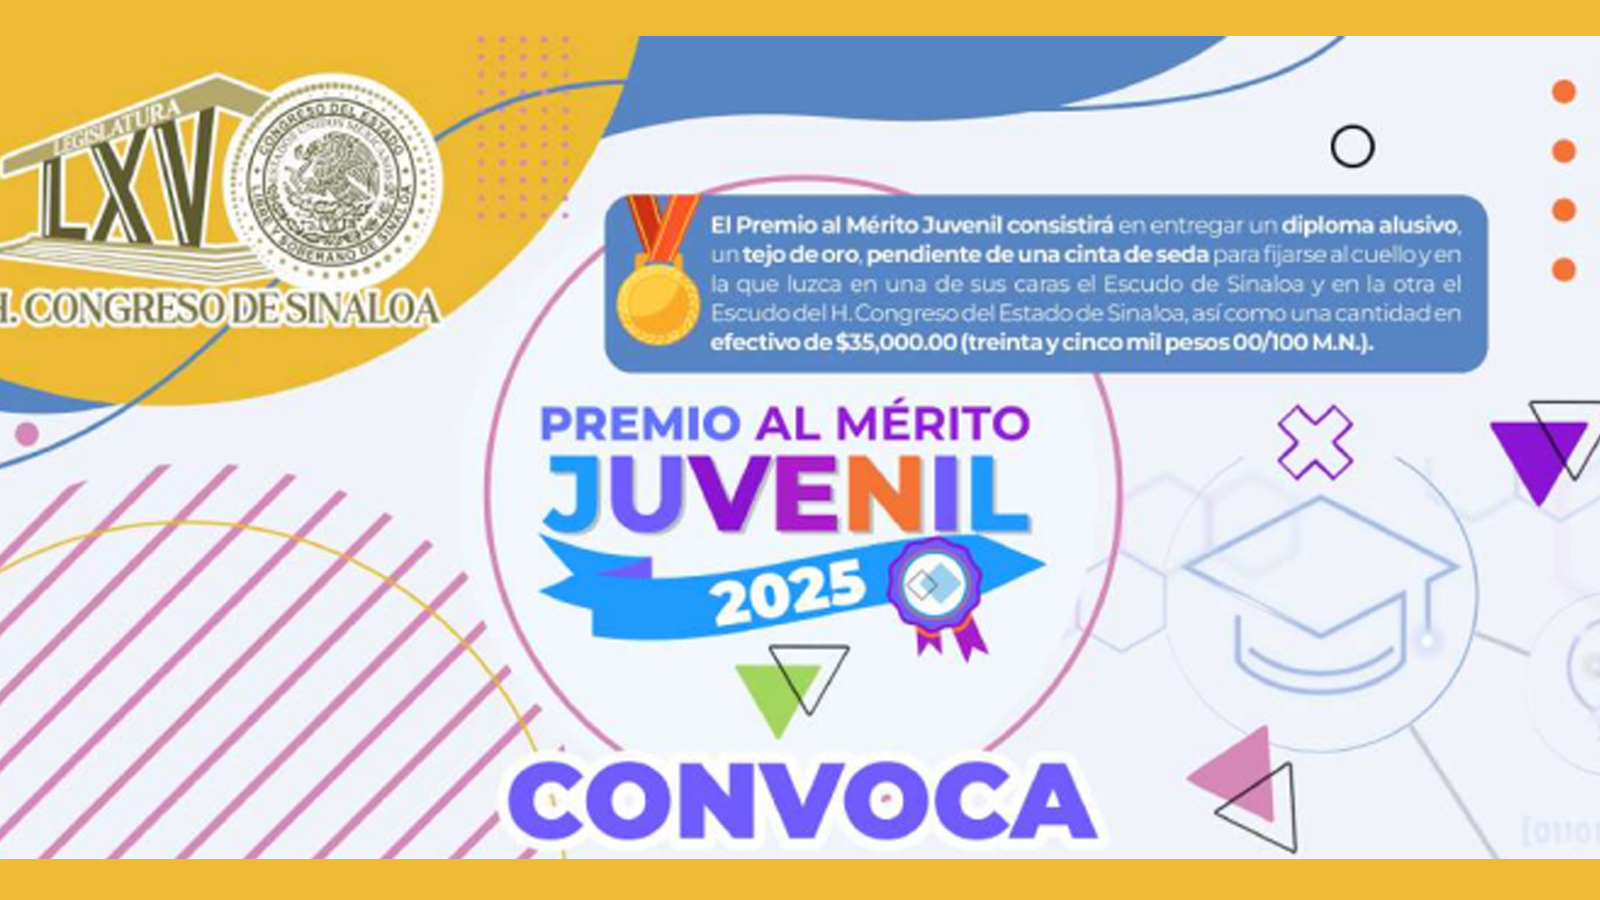 LEGISLATURA
LXV
CONGRESO DEL ESTADO
ESTADOS UNIDOS MEXICANOS
LIBRE Y SOBERANO DE SINALOA
H. CONGRESO DE SINALOA
El Premio al Mérito Juvenil consistirá en entregar un diploma alusivo,
un tejo de oro, pendiente de una cinta de seda para fijarse al cuello y en
la que luzca en una de sus caras el Escudo de Sinaloa y en la otra el
Escudo del H. Congreso del Estado de Sinaloa, así como una cantidad en
efectivo de $35,000.00 (treinta y cinco mil pesos 00/100 M.N.).
PREMIO AL MÉRITO
JUVENIL
2025
CONVOCA